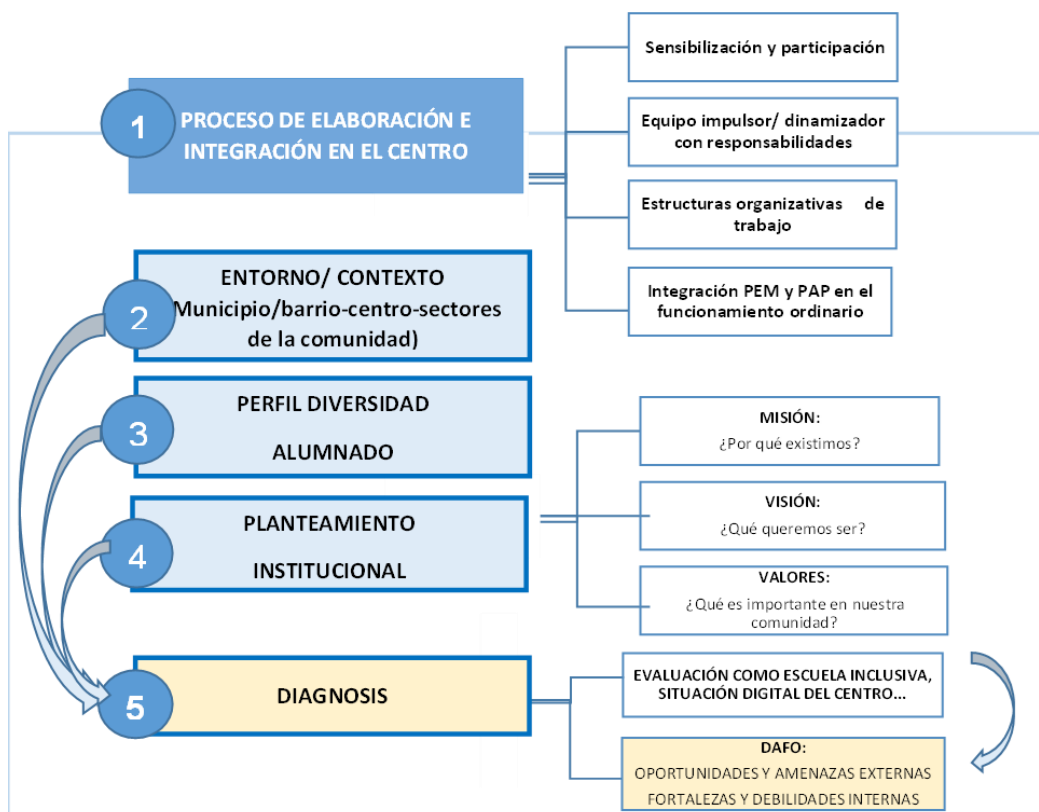 1
PROCESO DE ELABORACIÓN E
INTEGRACIÓN EN EL CENTRO
Sensibilización y participación
Equipo impulsor/ dinamizador
con responsabilidades
Estructuras organizativas de
trabajo
Integración PEM y PAP en el
funcionamiento ordinario
2
ENTORNO/ CONTEXTO
Municipio/barrio-centro-sectores
de la comunidad)
3
PERFIL DIVERSIDAD
ALUMNADO
4
PLANTEAMIENTO
INSTITUCIONAL
MISIÓN:
¿Por qué existimos?
VISIÓN:
¿Qué queremos ser?
VALORES:
¿Qué es importante en nuestra
comunidad?
5
DIAGNOSIS
EVALUACIÓN COMO ESCUELA INCLUSIVA,
SITUACIÓN DIGITAL DEL CENTRO...
DAFO:
OPORTUNIDADES Y AMENAZAS EXTERNAS
FORTALEZAS Y DEBILIDADES INTERNAS